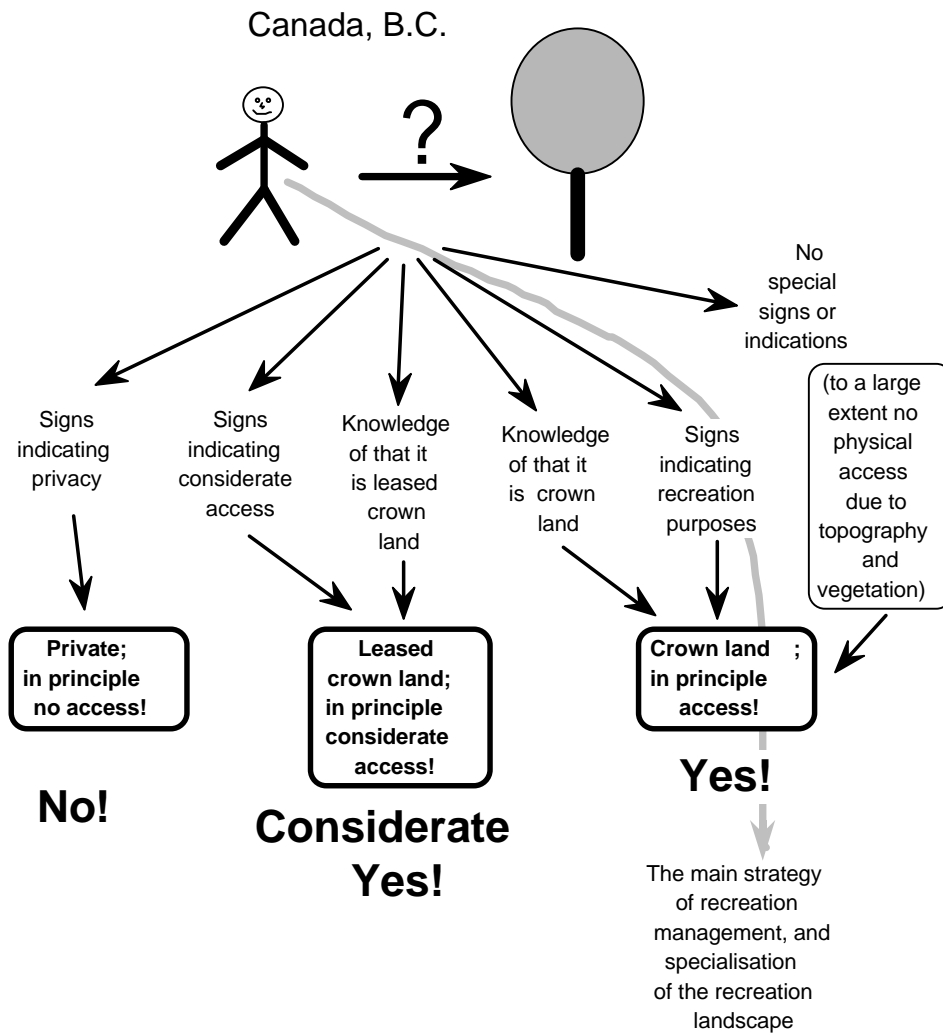 Canada, B.C.
?
No
special
signs or
indications
(to a large
extent no
physical
access
due to
topography
and
vegetation)
Signs
indicating
privacy
Signs
indicating
considerate
access
Knowledge
of that it
is leased
crown
land
Knowledge
of that it
is crown
land
Signs
indicating
recreation
purposes
Private;
in principle
no access!
Leased
crown land;
in principle
considerate
access!
Crown land ;
in principle
access!
No!
Considerate
Yes!
Yes!
The main strategy
of recreation
management, and
specialisation
of the recreation
landscape